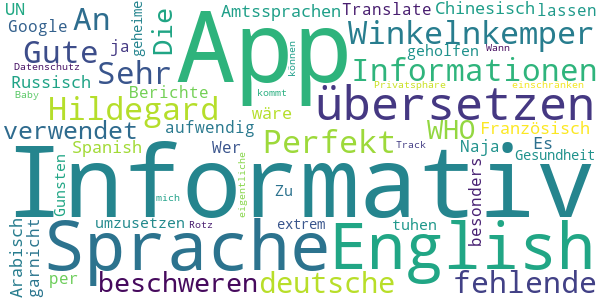 UN
Google
ja
An
geheime
Die
App
Amtssprachen
Translate
Chinesisch
lassen
Winkelnkemper
Gute
Datenschutz
Sehr
geholfen
Wann
können
Informationen
Russisch
Baby
Berichte
kommt
Privatsphäre
einschränken
übersetzen
Hildegard
wäre
verwendet
aufwendig
Perfekt
WHO
Französisch
Spanish
Wer
Naja
Es
Track
Gesundheit
Informativ
Gunsten
mich
eigentliche
Zu
besonders
Arabisch
garnicht
umzusetzen
Rotz
Sprache
extrem
English
tuhen
per
beschweren
deutsche
fehlende